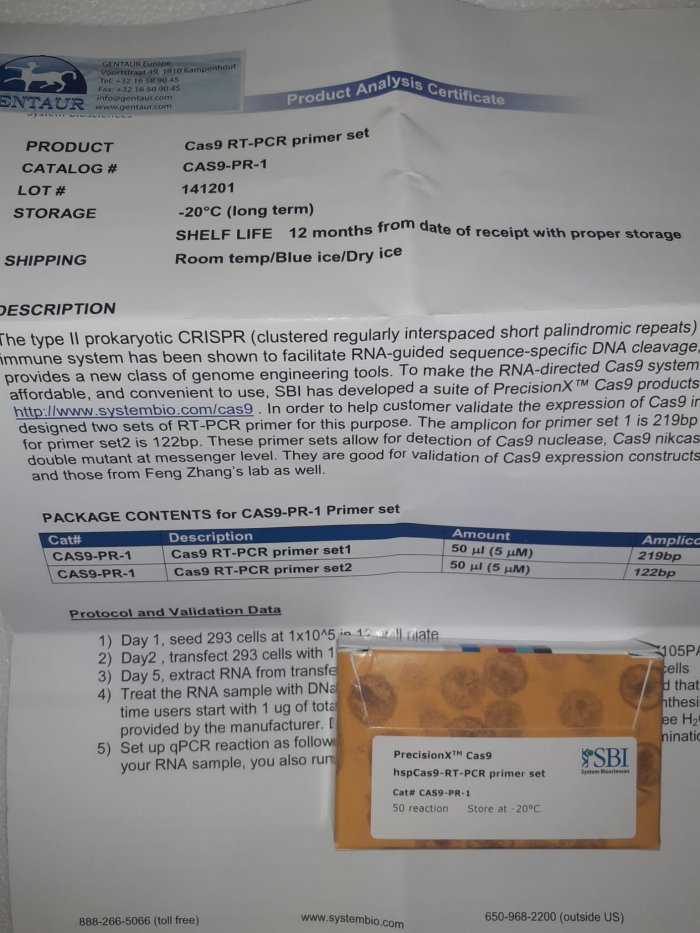 GENTAUR Europe
Voortstraat 49, 1910 Kampenhout
Tel: +32 16 58 90 45
Fax: +32 16 50 90 45
info@gentaur.com
www.gentaur.com
ENTAUR
System Biosciences
Product Analysis Certificate
PRODUCT Cas9 RT-PCR primer set
CATALOG # CAS9-PR-1
LOT # 141201
STORAGE -20°C (long term)
SHELF LIFE 12 months from date of receipt with proper storage
SHIPPING Room temp/Blue ice/Dry ice
DESCRIPTION
The type II prokaryotic CRISPR (clustered regularly interspaced short palindromic repeats)
immune system has been shown to facilitate RNA-guided sequence-specific DNA cleavage,
provides a new class of genome engineering tools. To make the RNA-directed Cas9 system
affordable, and convenient to use, SBI has developed a suite of PrecisionX™ Cas9 products
http://www.systembio.com/cas9 . In order to help customer validate the expression of Cas9 in
designed two sets of RT-PCR primer for this purpose. The amplicon for primer set 1 is 219bp
for primer set2 is 122bp. These primer sets allow for detection of Cas9 nuclease, Cas9 nikcas
double mutant at messenger level. They are good for validation of Cas9 expression constructs
and those from Feng Zhang's lab as well.
PACKAGE CONTENTS for CAS9-PR-1 Primer set
Cat# Description Amount Amplico
CAS9-PR-1 Cas9 RT-PCR primer set1 50 µl (5 µM) 219bp
CAS9-PR-1 Cas9 RT-PCR primer set2 50 µl (5 µM) 122bp
Protocol and Validation Data
1) Day 1, seed 293 cells at 1x10^5 in 12 well plate
2) Day2 , transfect 293 cells with 1 105PA
3) Day 5, extract RNA from transfe cells
4) Treat the RNA sample with DNa d that
time users start with 1 ug of tota nthesi
provided by the manufacturer. ee H₂
5) Set up qPCR reaction as follow minatio
your RNA sample, you also run
PrecisionX™ Cas9
hspCas9-RT-PCR primer set
Cat# CAS9-PR-1
50 reaction Store at -20°C
SBI
System Biosciences
888-266-5066 (toll free) www.systembio.com 650-968-2200 (outside US)